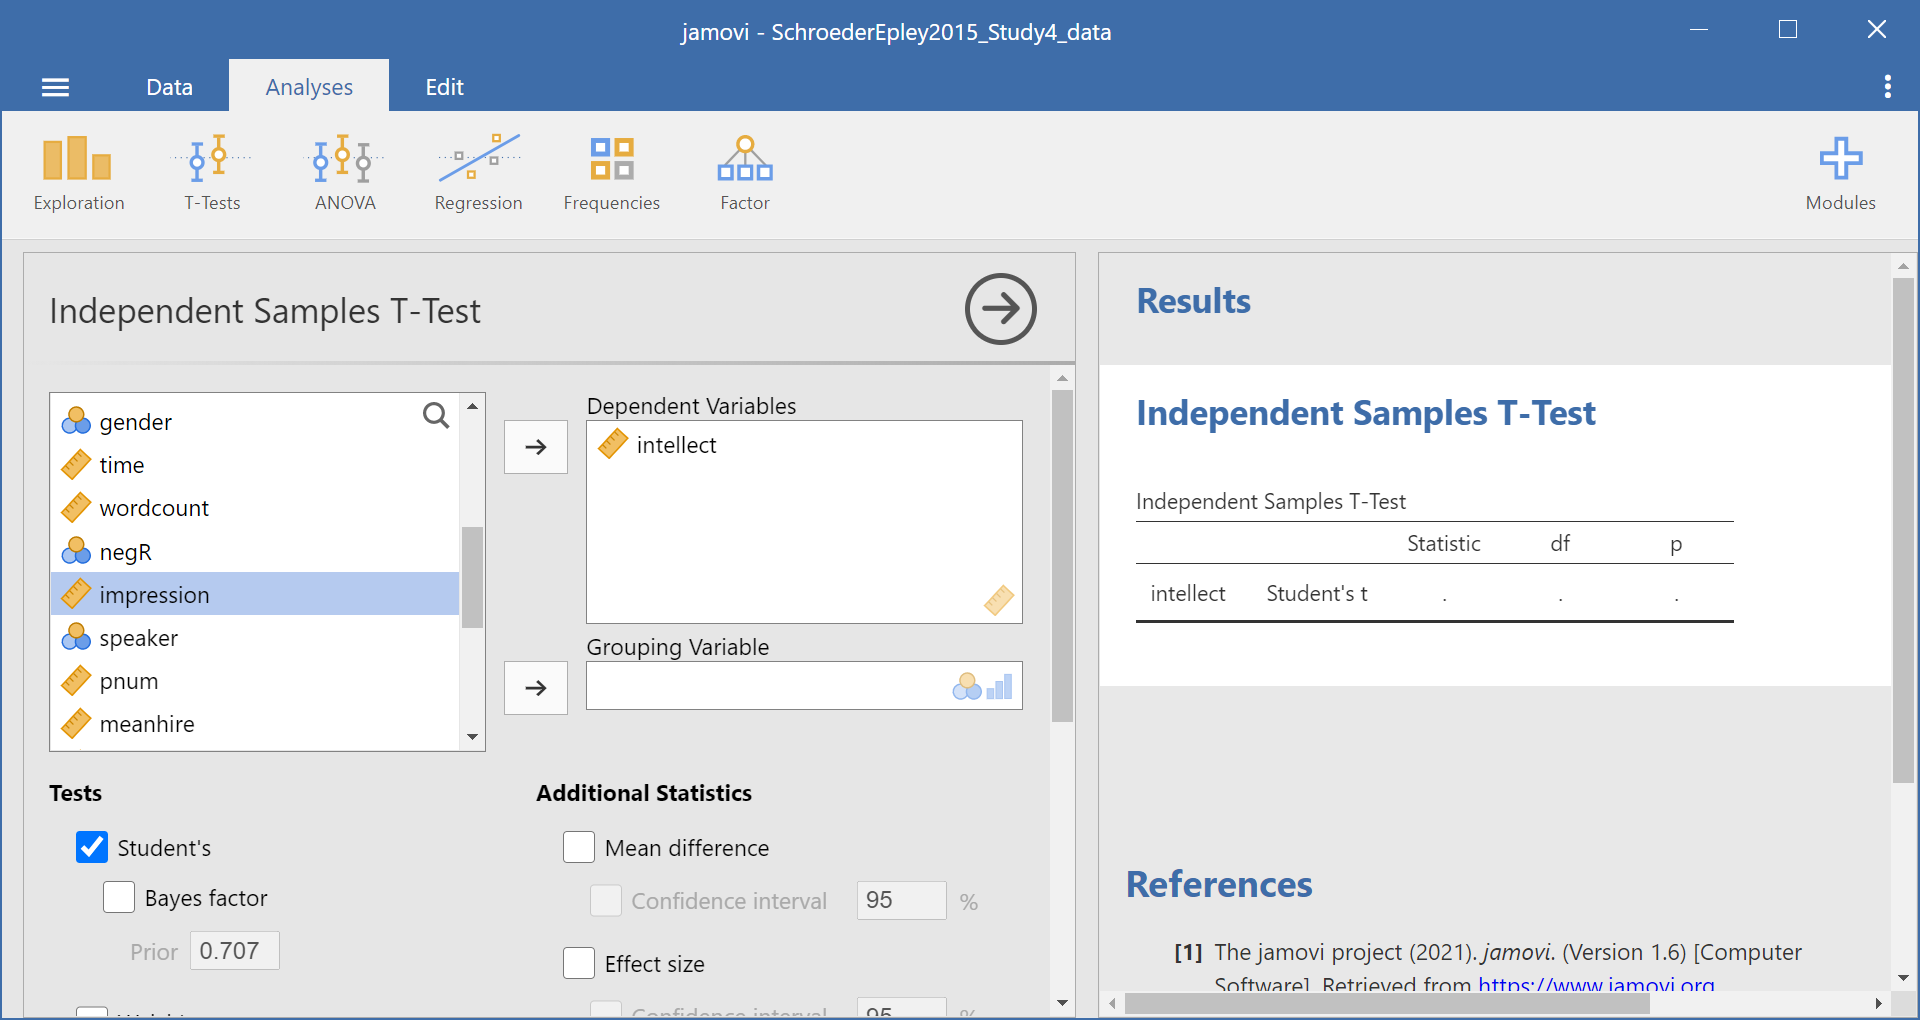 jamovi - SchroederEpley2015_Study4_data
Data Analyses Edit
Exploration T-Tests ANOVA Regression Frequencies Factor Modules
Independent Samples T-Test
gender
time
wordcount
negR
impression
speaker
pnum
meanhire
Dependent Variables
intellect
Grouping Variable
Tests
Student's
Bayes factor
Prior 0.707
Additional Statistics
Mean difference
Confidence interval 95 %
Effect size
Confidence interval 95 %
Results
Independent Samples T-Test
Independent Samples T-Test
Statistic df p
intellect Student's t . . .
References
[1] The jamovi project (2021). jamovi. (Version 1.6) [Computer
Software]. Retrieved from https://www.jamovi.org